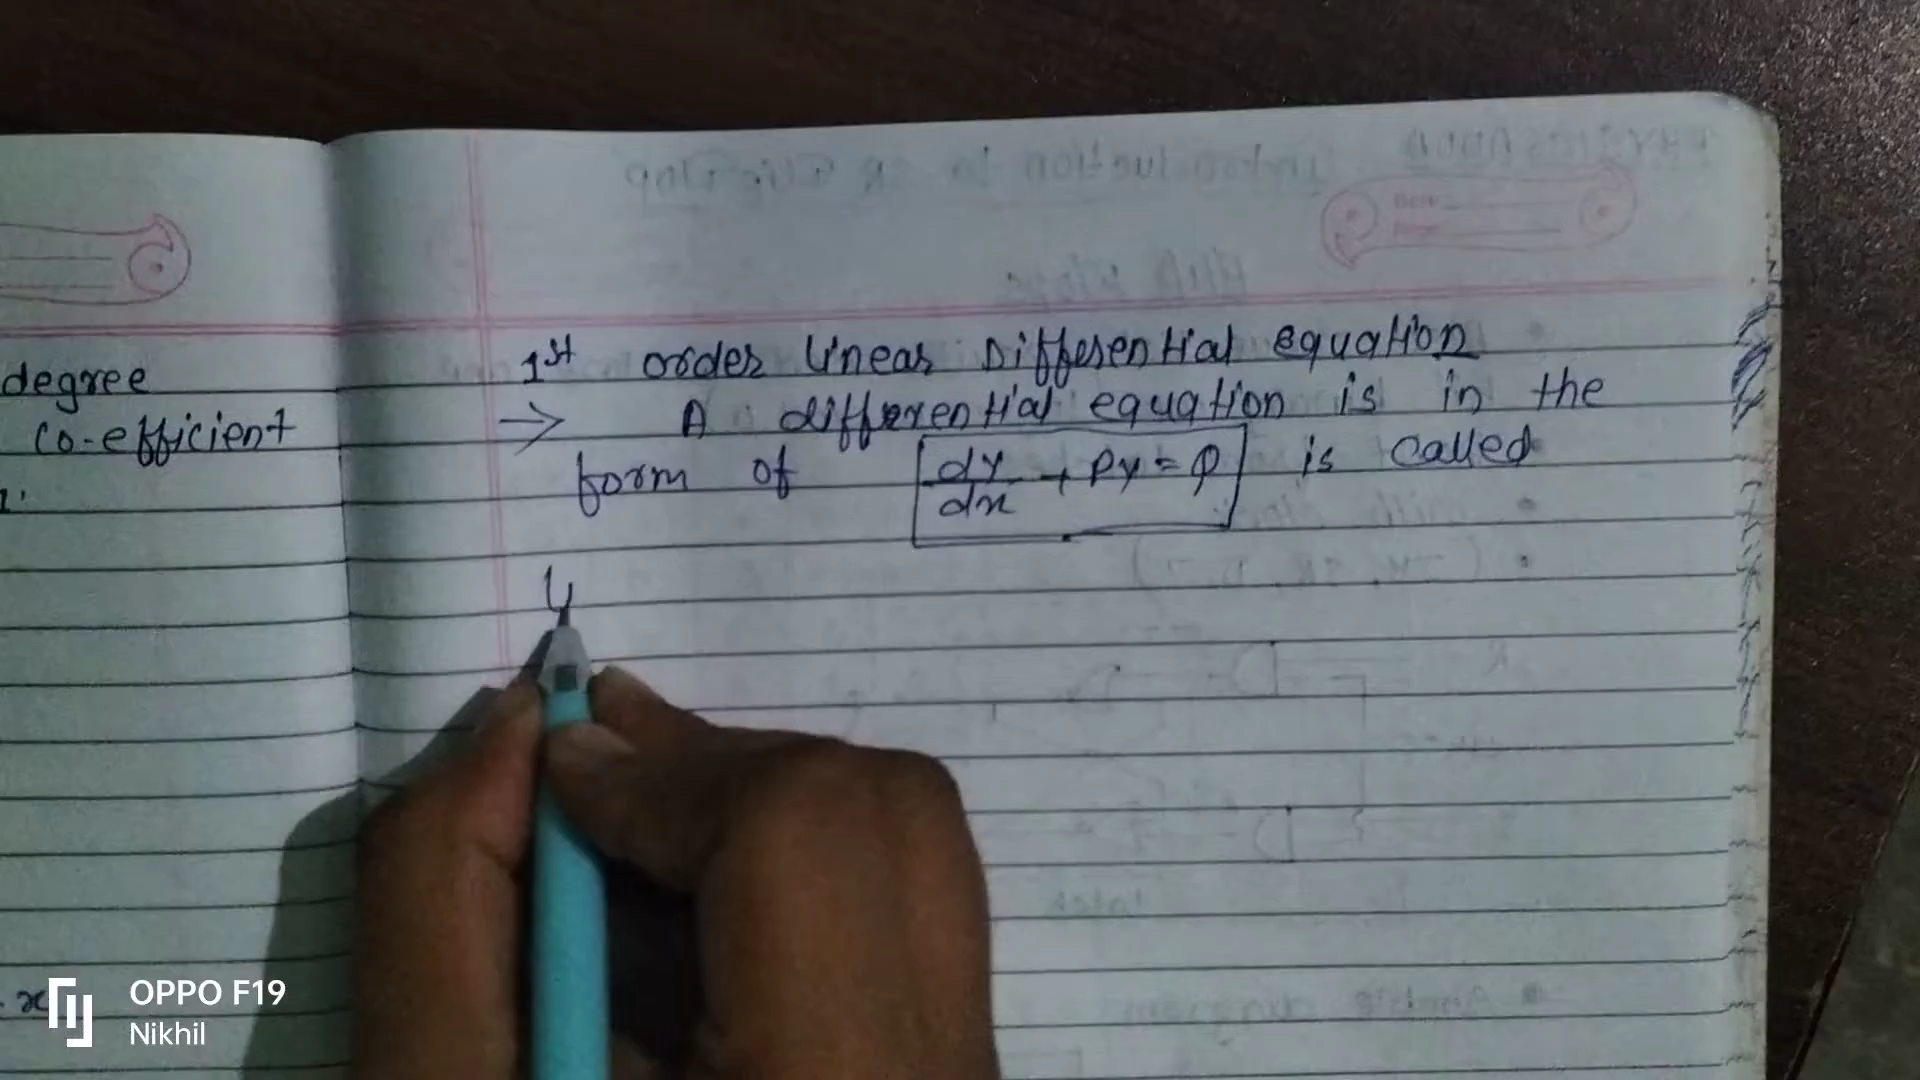 degree
co-efficient
1st order linear Differential equation
→ A differential equation is in the
form of dy/dx + Py = Q is called
y
OPPO F19
Nikhil